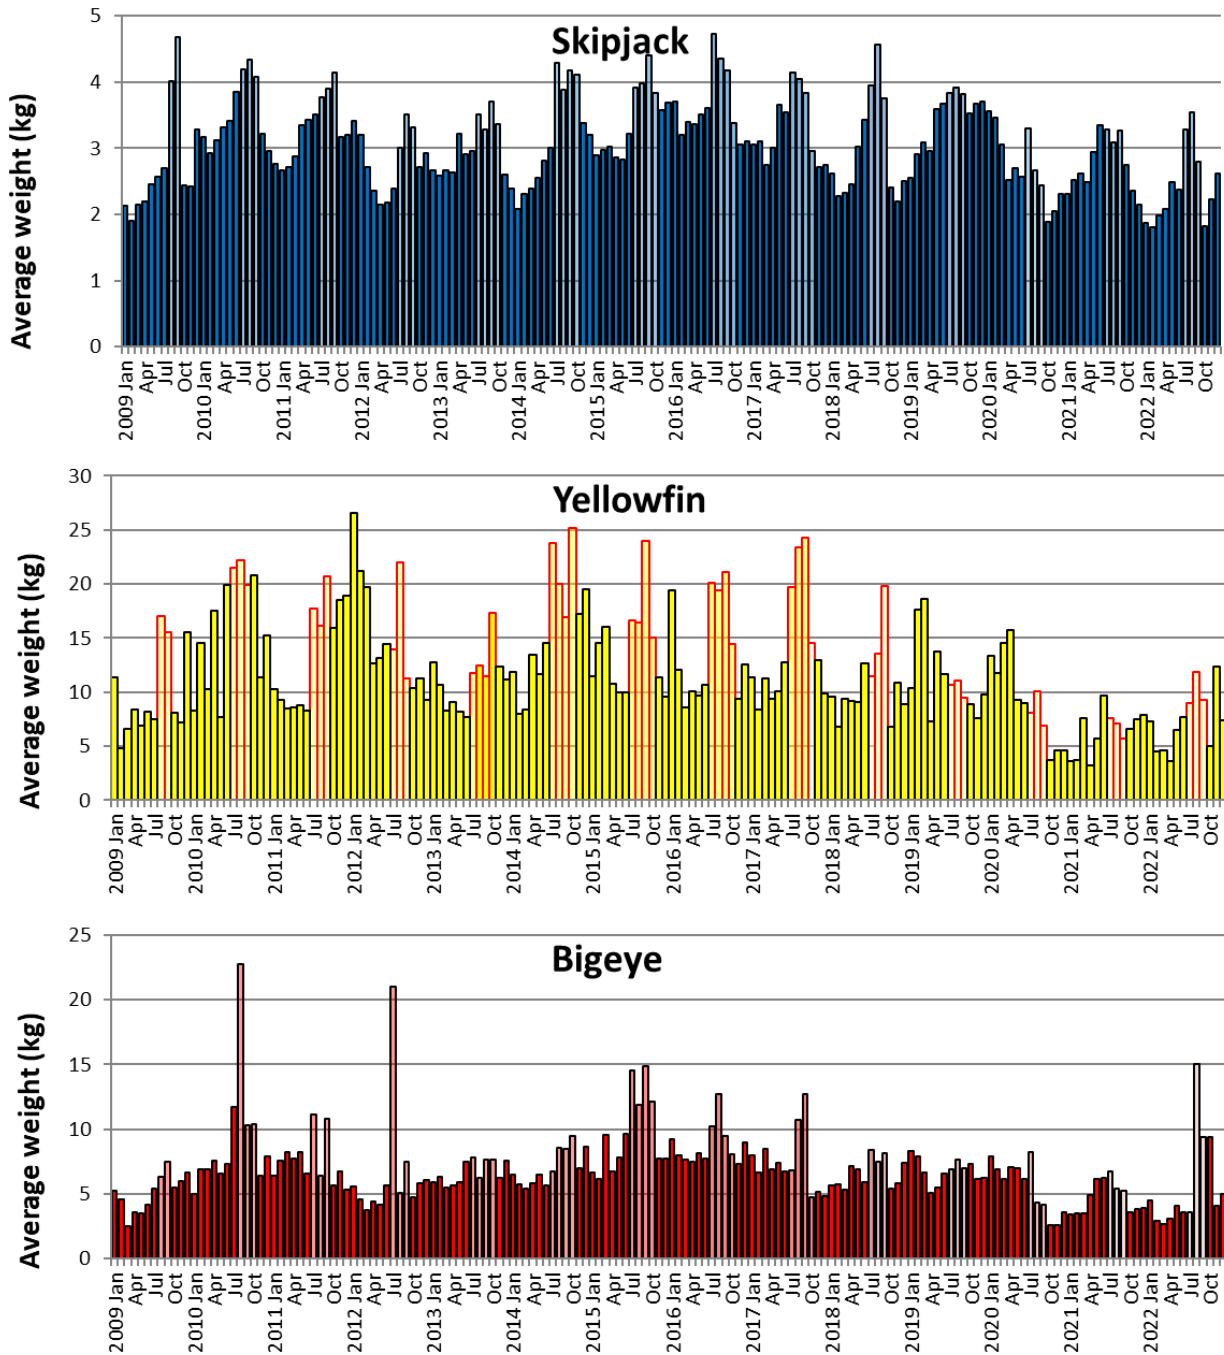 Skipjack
Average weight (kg)
5
4
3
2
1
0
2009 Jan Apr Jul Oct 2010 Jan Apr Jul Oct 2011 Jan Apr Jul Oct 2012 Jan Apr Jul Oct 2013 Jan Apr Jul Oct 2014 Jan Apr Jul Oct 2015 Jan Apr Jul Oct 2016 Jan Apr Jul Oct 2017 Jan Apr Jul Oct 2018 Jan Apr Jul Oct 2019 Jan Apr Jul Oct 2020 Jan Apr Jul Oct 2021 Jan Apr Jul Oct 2022 Jan Apr Jul Oct
Yellowfin
Average weight (kg)
30
25
20
15
10
5
0
2009 Jan Apr Jul Oct 2010 Jan Apr Jul Oct 2011 Jan Apr Jul Oct 2012 Jan Apr Jul Oct 2013 Jan Apr Jul Oct 2014 Jan Apr Jul Oct 2015 Jan Apr Jul Oct 2016 Jan Apr Jul Oct 2017 Jan Apr Jul Oct 2018 Jan Apr Jul Oct 2019 Jan Apr Jul Oct 2020 Jan Apr Jul Oct 2021 Jan Apr Jul Oct 2022 Jan Apr Jul Oct
Bigeye
Average weight (kg)
25
20
15
10
5
0
2009 Jan Apr Jul Oct 2010 Jan Apr Jul Oct 2011 Jan Apr Jul Oct 2012 Jan Apr Jul Oct 2013 Jan Apr Jul Oct 2014 Jan Apr Jul Oct 2015 Jan Apr Jul Oct 2016 Jan Apr Jul Oct 2017 Jan Apr Jul Oct 2018 Jan Apr Jul Oct 2019 Jan Apr Jul Oct 2020 Jan Apr Jul Oct 2021 Jan Apr Jul Oct 2022 Jan Apr Jul Oct